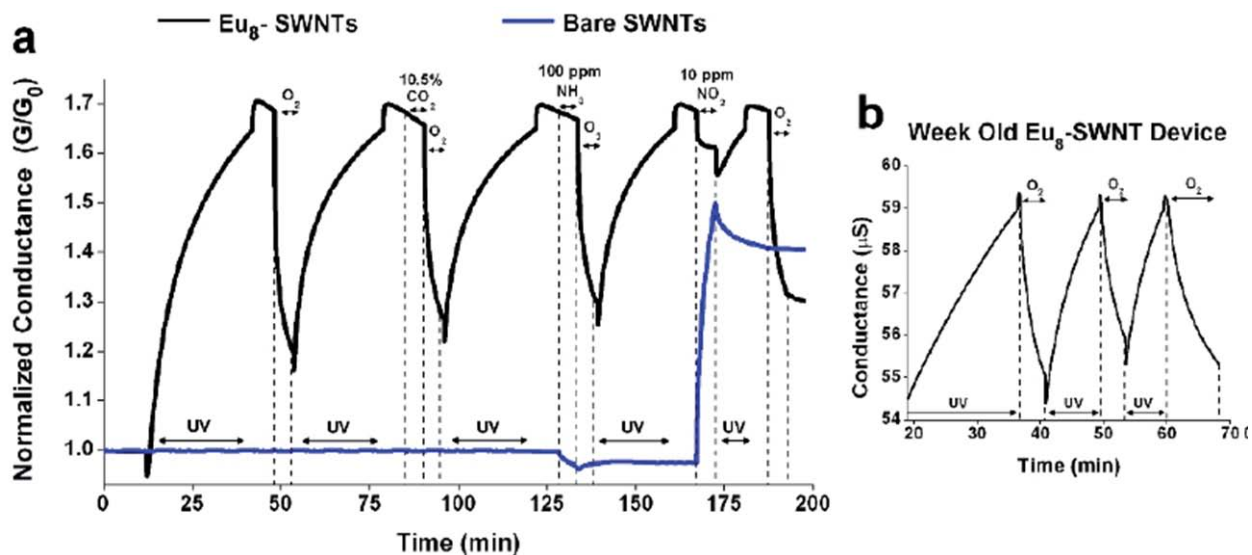 a
Eu₈- SWNTs
Bare SWNTs
Normalized Conductance (G/G₀)
1.7
1.6
1.5
1.4
1.3
1.2
1.1
1.0
O₂
10.5%
CO₂
O₂
100 ppm
NH₃
O₂
10 ppm
NO₂
O₂
UV
UV
UV
UV
UV
0 25 50 75 100 125 150 175 200
Time (min)
b
Week Old Eu₈-SWNT Device
Conductance (µS)
60
59
58
57
56
55
54
O₂
O₂
O₂
UV
UV
UV
20 30 40 50 60 70
Time (min)